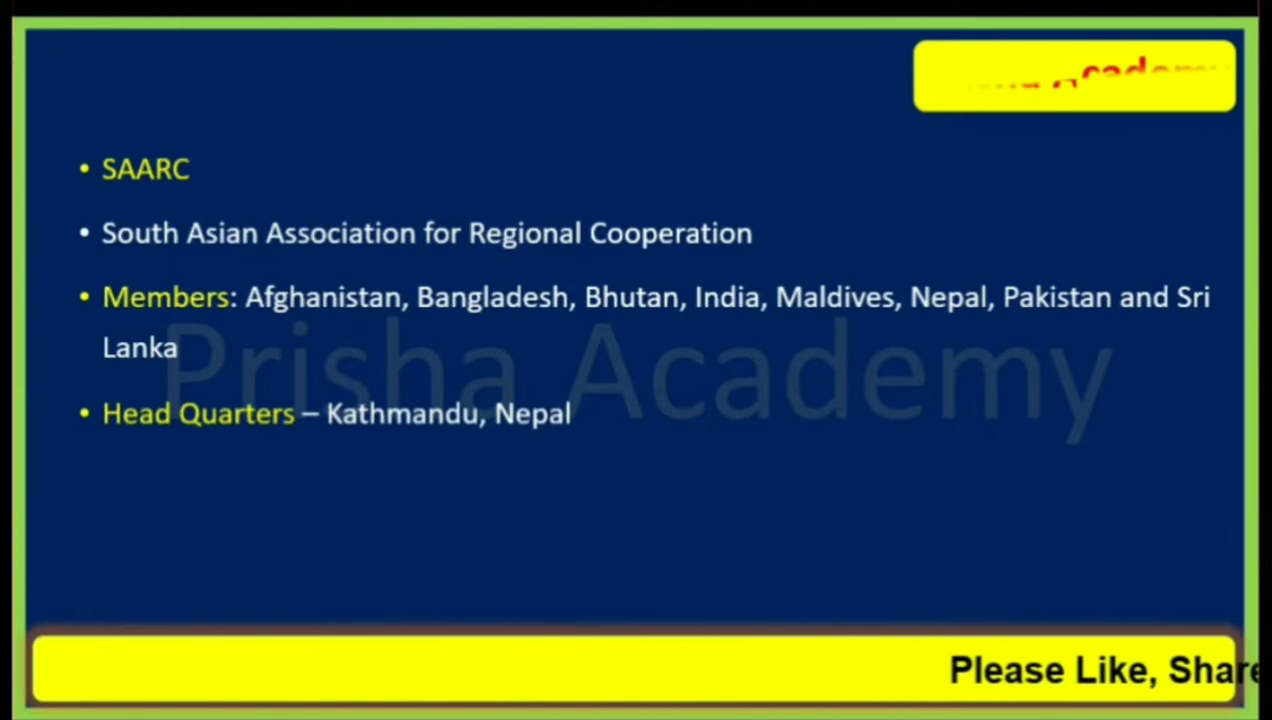 • SAARC
• South Asian Association for Regional Cooperation
• Members: Afghanistan, Bangladesh, Bhutan, India, Maldives, Nepal, Pakistan and Sri
Lanka
Prisha Academy
• Head Quarters – Kathmandu, Nepal
Please Like, Share